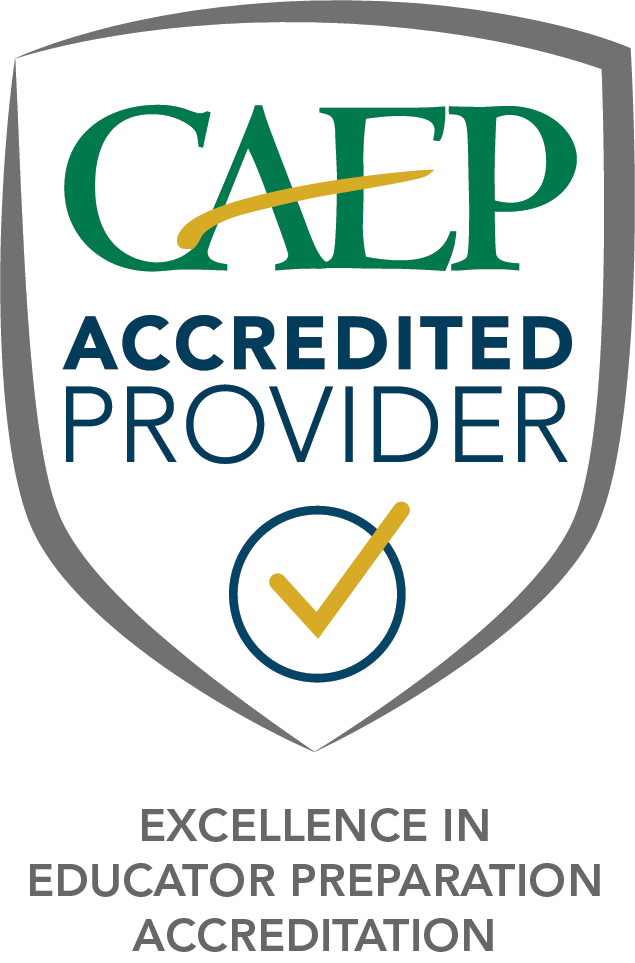 CAEP
ACCREDITED
PROVIDER
EXCELLENCE IN
EDUCATOR PREPARATION
ACCREDITATION